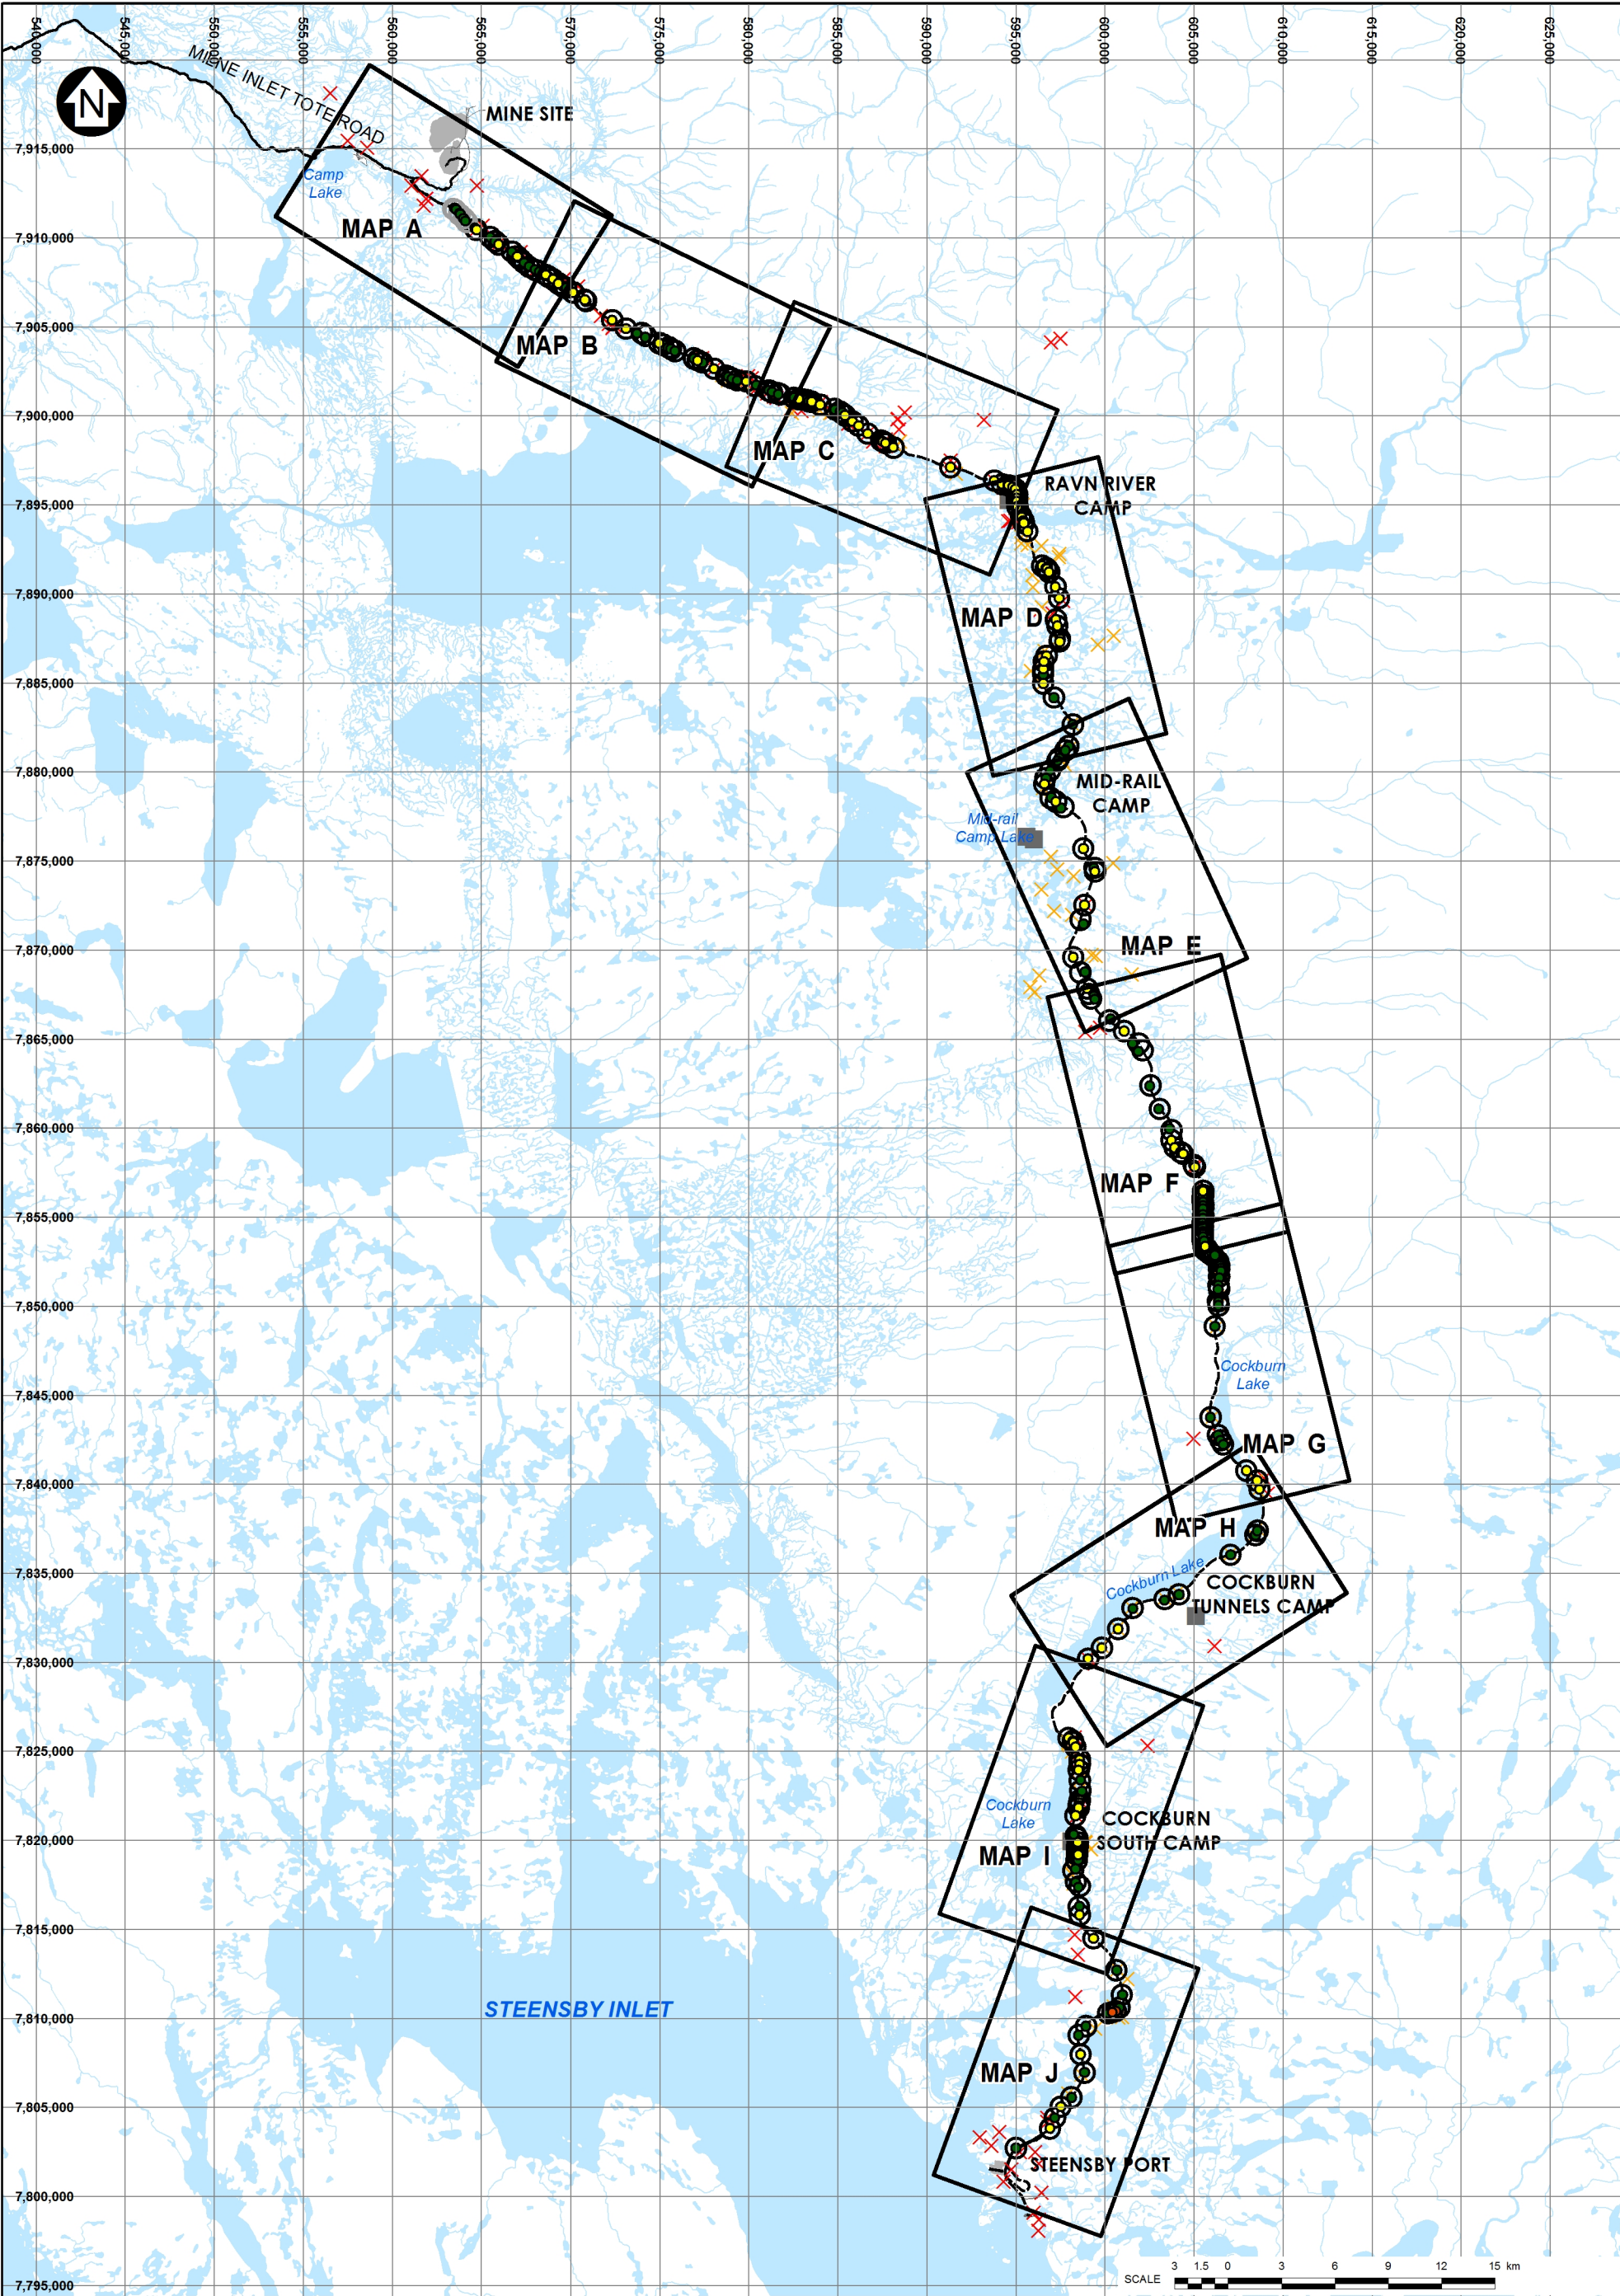 540,000
545,000
550,000
555,000
560,000
565,000
570,000
575,000
580,000
585,000
590,000
595,000
600,000
605,000
610,000
615,000
620,000
625,000
N
MILNE INLET TOTE ROAD
MINE SITE
7,915,000
Camp
Lake
MAP A
7,910,000
7,905,000
MAP B
7,900,000
MAP C
RAVN RIVER
CAMP
7,895,000
7,890,000
MAP D
7,885,000
7,880,000
MID-RAIL
CAMP
Mid-rail
Camp Lake
7,875,000
7,870,000
MAP E
7,865,000
7,860,000
MAP F
7,855,000
7,850,000
Cockburn
Lake
7,845,000
MAP G
7,840,000
MAP H
7,835,000
Cockburn Lake
COCKBURN
TUNNELS CAMP
7,830,000
7,825,000
Cockburn
Lake
COCKBURN
SOUTH CAMP
7,820,000
MAP I
7,815,000
STEENSBY INLET
7,810,000
MAP J
7,805,000
STEENSBY PORT
7,800,000
3 1.5 0 3 6 9 12 15 km
SCALE
7,795,000